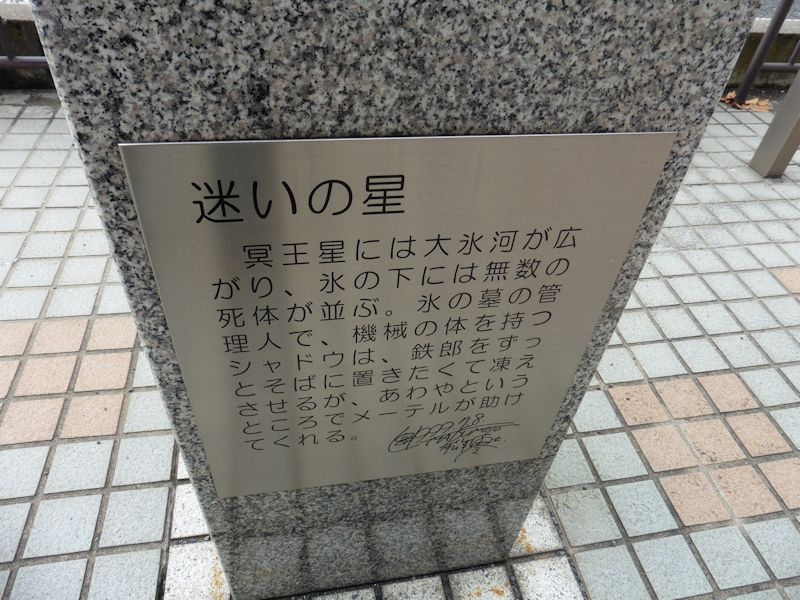 迷いの星
冥王星には大氷河が広
がり、氷の下には無数の
死体が並ぶ。氷の墓の管
理人で、機械の体を持つ
シャドウは、鉄郎をずっ
とそばに置きたくて凍え
させるが、あわやという
ところでメーテルが助け
てくれる。